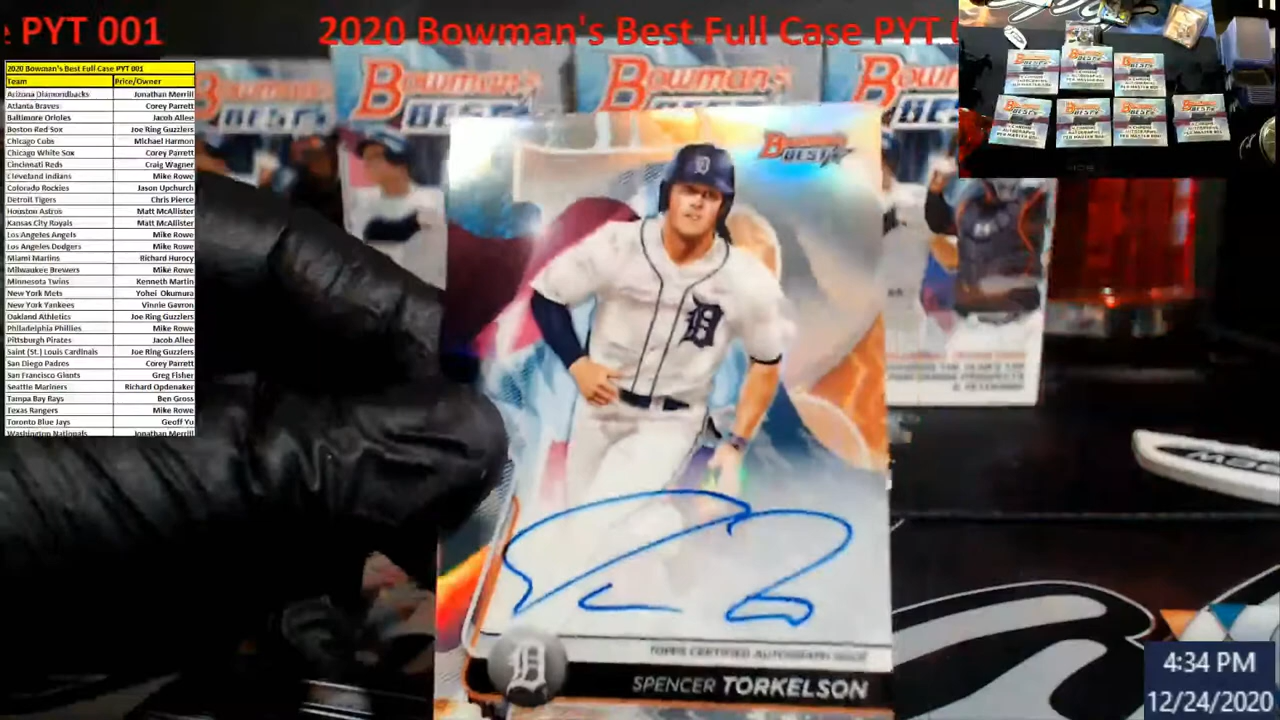 e PYT 001
2020 Bowman's Best Full Case PYT
2020 Bowman's Best Full Case PYT 001
Team Price/Owner
Arizona Diamondbacks Jonathan Merrill
Atlanta Braves Corey Parrett
Baltimore Orioles Jacob Allee
Boston Red Sox Joe Ring Guzzlers
Chicago Cubs Michael Harmon
Chicago White Sox Corey Parrett
Cincinnati Reds Craig Wagner
Cleveland Indians Mike Rowe
Colorado Rockies Jason Upchurch
Detroit Tigers Chris Pierce
Houston Astros Matt McAllister
Kansas City Royals Matt McAllister
Los Angeles Angels Mike Rowe
Los Angeles Dodgers Mike Rowe
Miami Marlins Richard Hurocy
Milwaukee Brewers Mike Rowe
Minnesota Twins Kenneth Martin
New York Mets Yohei Okumura
New York Yankees Vinnie Gavron
Oakland Athletics Joe Ring Guzzlers
Philadelphia Phillies Mike Rowe
Pittsburgh Pirates Jacob Allee
Saint (St.) Louis Cardinals Joe Ring Guzzlers
San Diego Padres Corey Parrett
San Francisco Giants Greg Fisher
Seattle Mariners Richard Opdenaker
Tampa Bay Rays Ben Gross
Texas Rangers Mike Rowe
Toronto Blue Jays Geoff Yu
Washington Nationals Jonathan Merrill
Bowman's
BEST
Bowman's
BEST
D
D
TOPPS CERTIFIED AUTOGRAPH ISSUE
D
SPENCER TORKELSON
4:34 PM
12/24/2020